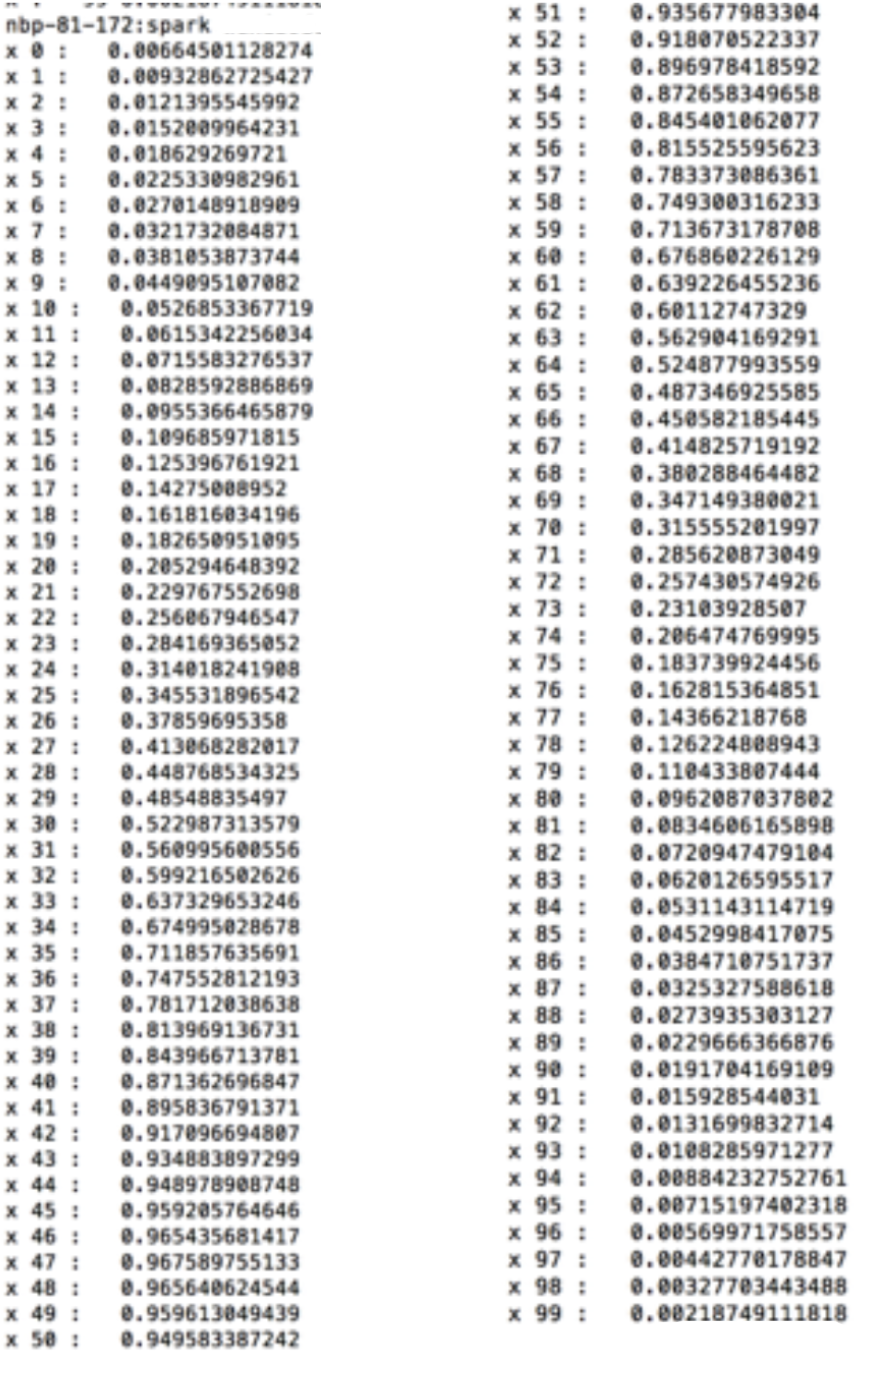 nbp-81-172:spark
x 0 : 0.00664501128274
x 1 : 0.00932862725427
x 2 : 0.0121395545992
x 3 : 0.0152009964231
x 4 : 0.018629269721
x 5 : 0.0225330982961
x 6 : 0.0270148918909
x 7 : 0.0321732084871
x 8 : 0.0381053873744
x 9 : 0.0449095107082
x 10 : 0.0526853367719
x 11 : 0.0615342256034
x 12 : 0.0715583276537
x 13 : 0.0828592886869
x 14 : 0.0955366465879
x 15 : 0.109685971815
x 16 : 0.125396761921
x 17 : 0.14275008952
x 18 : 0.161816034196
x 19 : 0.182650951095
x 20 : 0.205294648392
x 21 : 0.229767552698
x 22 : 0.256067946547
x 23 : 0.284169365052
x 24 : 0.314018241908
x 25 : 0.345531896542
x 26 : 0.37859695358
x 27 : 0.413068282017
x 28 : 0.448768534325
x 29 : 0.48548835497
x 30 : 0.522987313579
x 31 : 0.560995600556
x 32 : 0.599216502626
x 33 : 0.637329653246
x 34 : 0.674995028678
x 35 : 0.711857635691
x 36 : 0.747552812193
x 37 : 0.781712038638
x 38 : 0.813969136731
x 39 : 0.843966713781
x 40 : 0.871362696847
x 41 : 0.895836791371
x 42 : 0.917096694807
x 43 : 0.934883897299
x 44 : 0.948978908748
x 45 : 0.959205764646
x 46 : 0.965435681417
x 47 : 0.967589755133
x 48 : 0.965640624544
x 49 : 0.959613049439
x 50 : 0.949583387242
x 51 : 0.935677983304
x 52 : 0.918070522337
x 53 : 0.896978418592
x 54 : 0.872658349658
x 55 : 0.845401062077
x 56 : 0.815525595623
x 57 : 0.783373086361
x 58 : 0.749300316233
x 59 : 0.713673178708
x 60 : 0.676860226129
x 61 : 0.639226455236
x 62 : 0.60112747329
x 63 : 0.562904169291
x 64 : 0.524877993559
x 65 : 0.487346925585
x 66 : 0.450582185445
x 67 : 0.414825719192
x 68 : 0.380288464482
x 69 : 0.347149380021
x 70 : 0.315555201997
x 71 : 0.285620873049
x 72 : 0.257430574926
x 73 : 0.23103928507
x 74 : 0.206474769995
x 75 : 0.183739924456
x 76 : 0.162815364851
x 77 : 0.14366218768
x 78 : 0.126224808943
x 79 : 0.110433807444
x 80 : 0.0962087037802
x 81 : 0.0834606165898
x 82 : 0.0720947479104
x 83 : 0.0620126595517
x 84 : 0.0531143114719
x 85 : 0.0452998417075
x 86 : 0.0384710751737
x 87 : 0.0325327588618
x 88 : 0.0273935303127
x 89 : 0.0229666366876
x 90 : 0.0191704169109
x 91 : 0.015928544031
x 92 : 0.0131699832714
x 93 : 0.01082859​71277
x 94 : 0.00884232752761
x 95 : 0.00715197402318
x 96 : 0.00569971758557
x 97 : 0.00442770178847
x 98 : 0.00327703443488
x 99 : 0.00218749111818